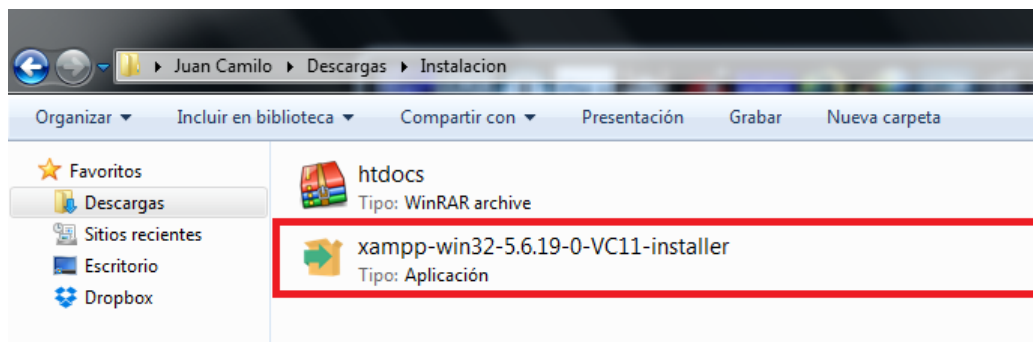 Juan Camilo Descargas Instalacion
Organizar Incluir en biblioteca Compartir con Presentación Grabar Nueva carpeta
Favoritos
Descargas
Sitios recientes
Escritorio
Dropbox
htdocs
Tipo: WinRAR archive
xampp-win32-5.6.19-0-VC11-installer
Tipo: Aplicación